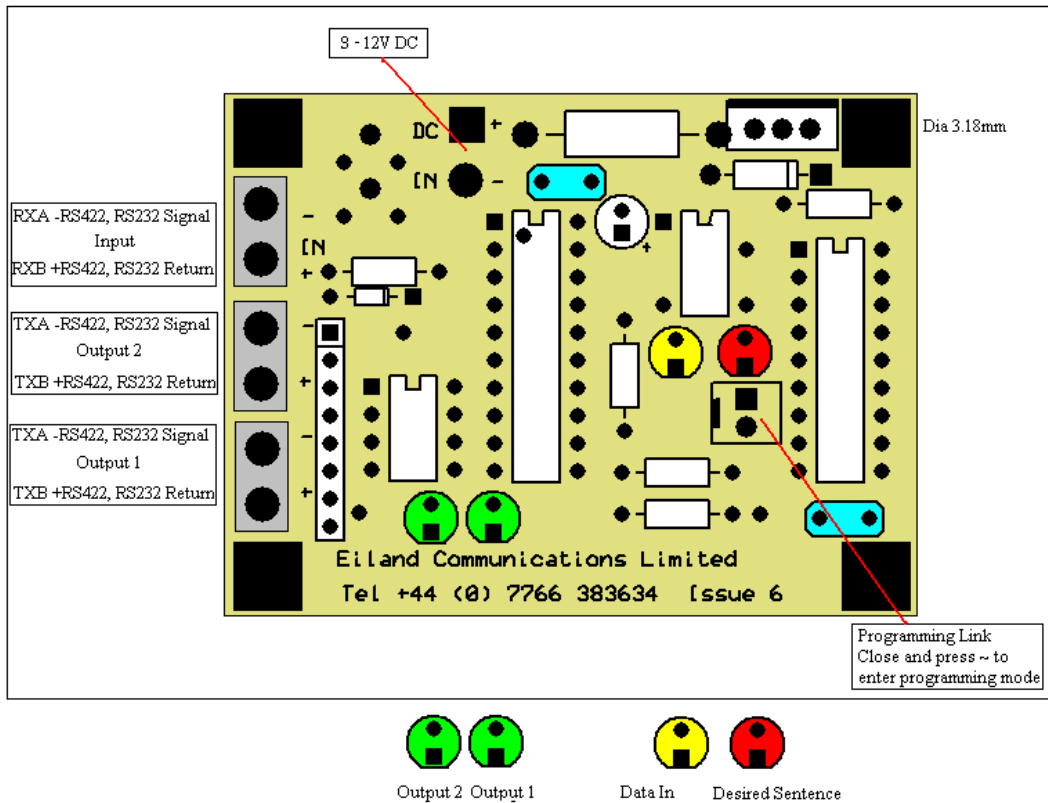 9 - 12V DC
DC +
IN -
Dia 3.18mm
RXA -RS422, RS232 Signal
Input
RXB +RS422, RS232 Return
-
IN
+
+
TXA -RS422, RS232 Signal
Output 2
TXB +RS422, RS232 Return
-
+
TXA -RS422, RS232 Signal
Output 1
TXB +RS422, RS232 Return
-
+
Eiland Communications Limited
Tel +44 (0) 7766 383634 Issue 6
Programming Link
Close and press ~ to
enter programming mode
Output 2 Output 1
Data In
Desired Sentence